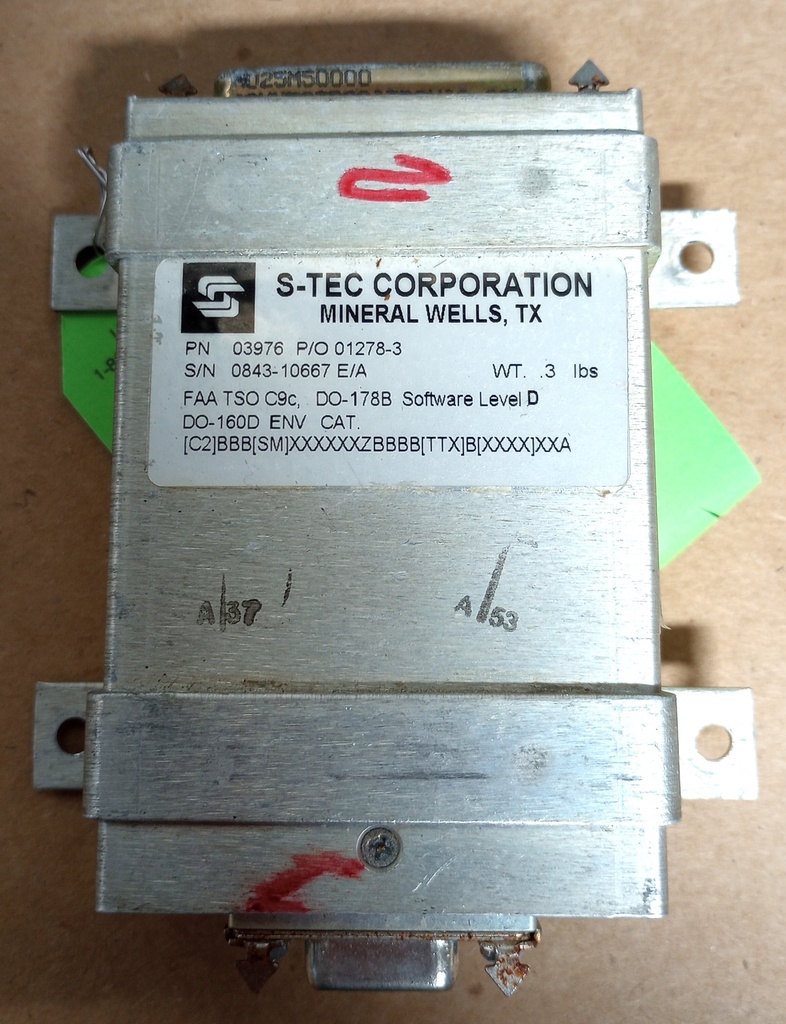 M25M50000
S-TEC CORPORATION
MINERAL WELLS, TX
PN 03976 P/O 01278-3
S/N 0843-10667 E/A WT. .3 lbs
FAA TSO C9c, DO-178B Software Level D
DO-160D ENV CAT.
[C2]BBB[SM]XXXXXXZBBBB[TTX]B[XXXX]XXA
A/37 A/53